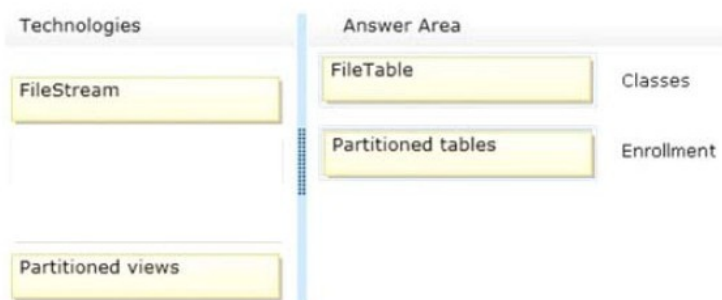 Technologies
Answer Area
FileStream
FileTable
Classes
Partitioned tables
Enrollment
Partitioned views